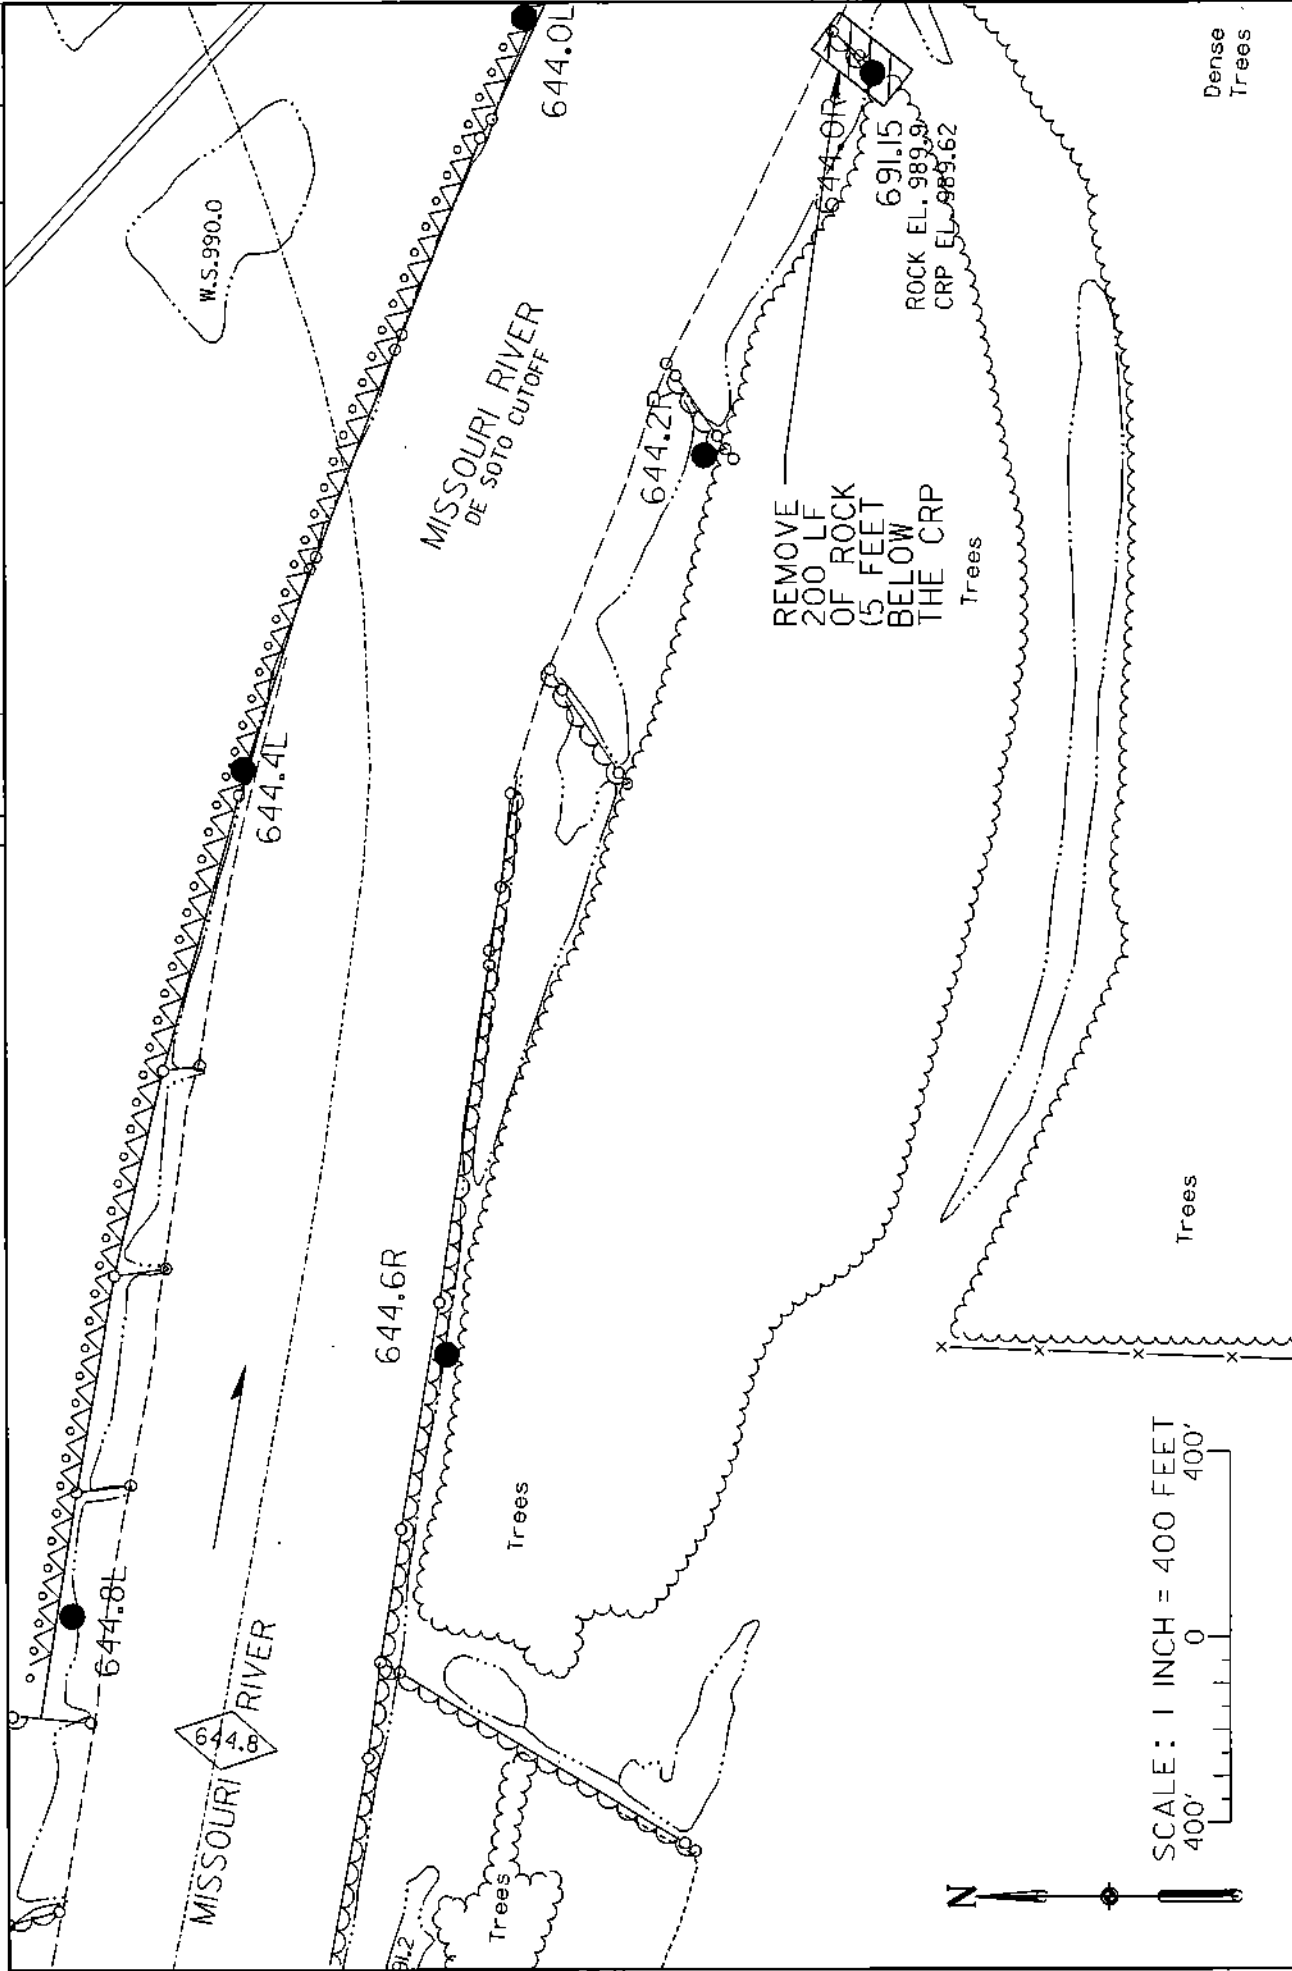 644.0L
W.S.990.0
Dense
Trees
644.0R
691.15
ROCK EL. 989.9
CRP EL. 989.62
MISSOURI RIVER
DE SOTO CUTOFF
644.2R
REMOVE
200 LF
OF ROCK
(5 FEET
BELOW
THE CRP
Trees
644.4L
644.6R
Trees
Trees
644.8L
MISSOURI RIVER
644.8
Trees
91.2
N
SCALE: 1 INCH = 400 FEET
400' 0 400'